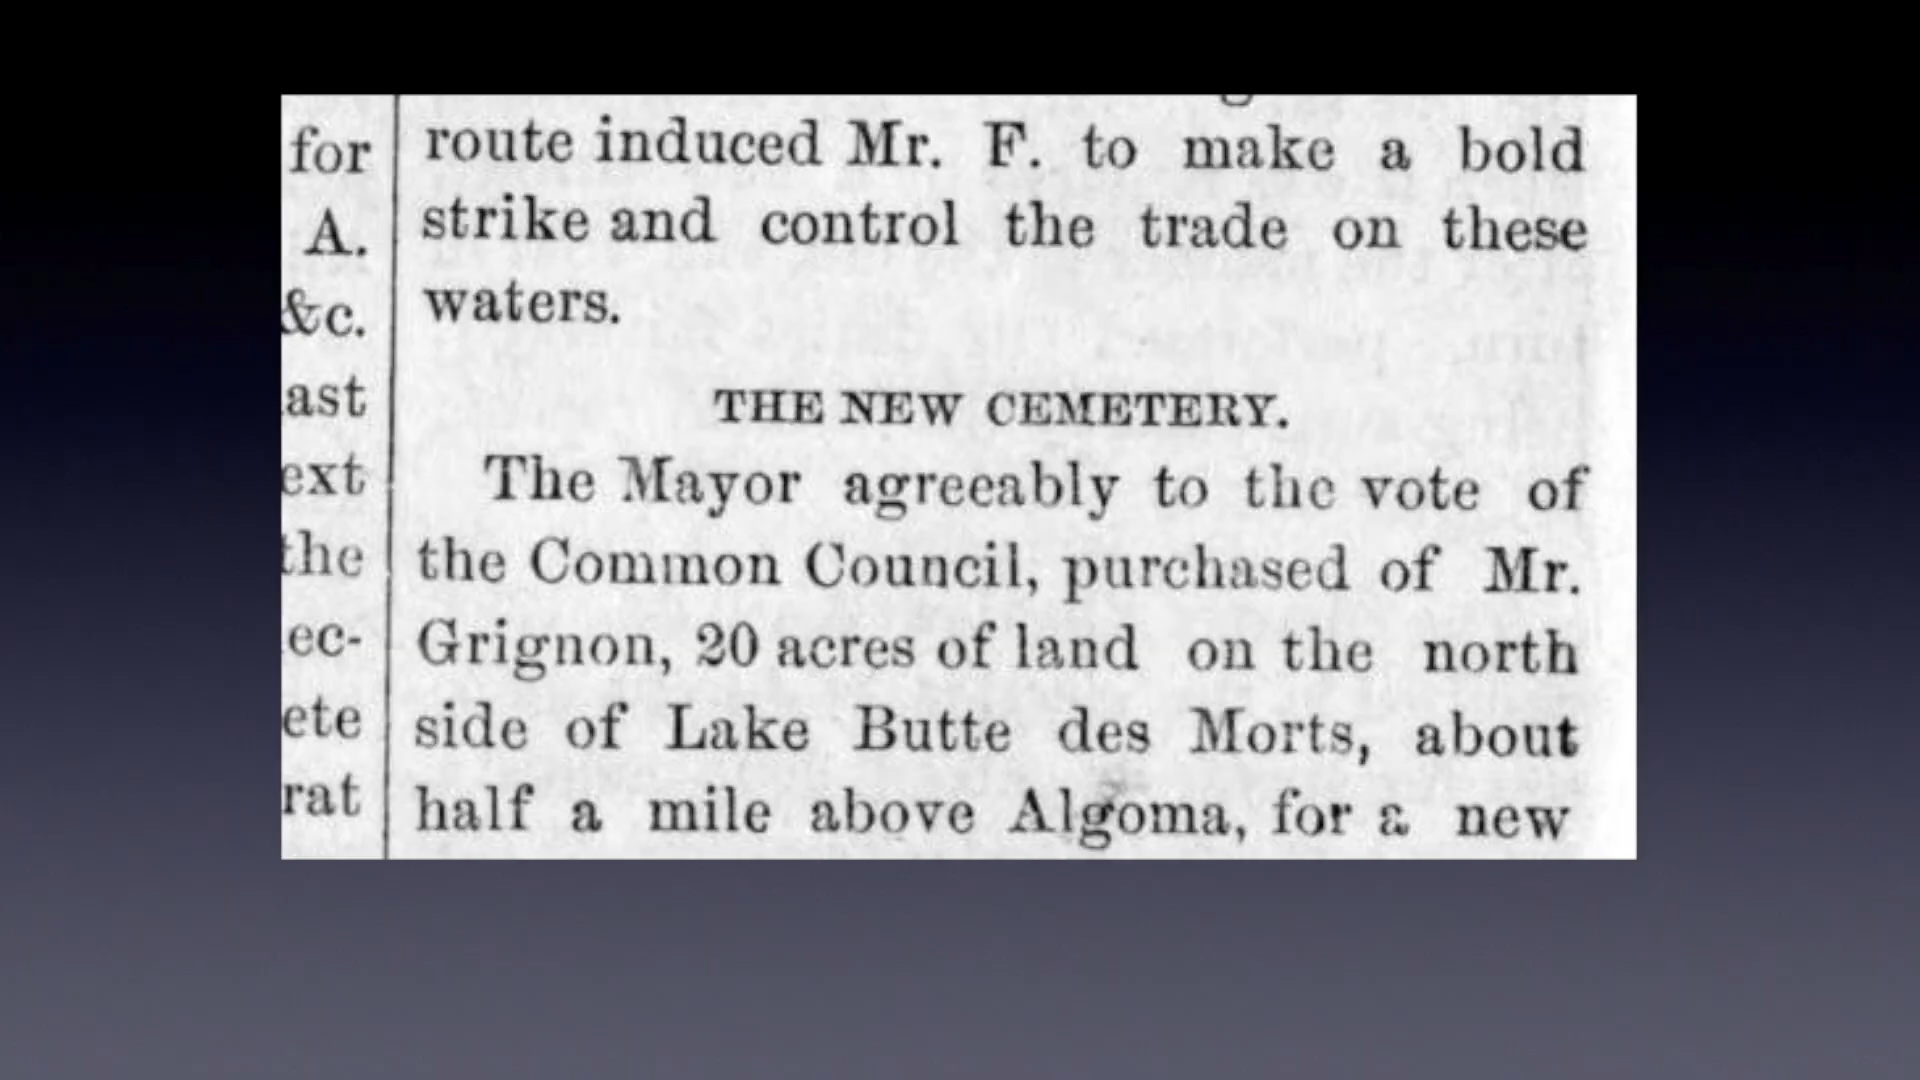 for
A.
&c.
ast
ext
the
ec-
ete
rat
route induced Mr. F. to make a bold
strike and control the trade on these
waters.
THE NEW CEMETERY.
The Mayor agreeably to the vote of
the Common Council, purchased of Mr.
Grignon, 20 acres of land on the north
side of Lake Butte des Morts, about
half a mile above Algoma, for a new